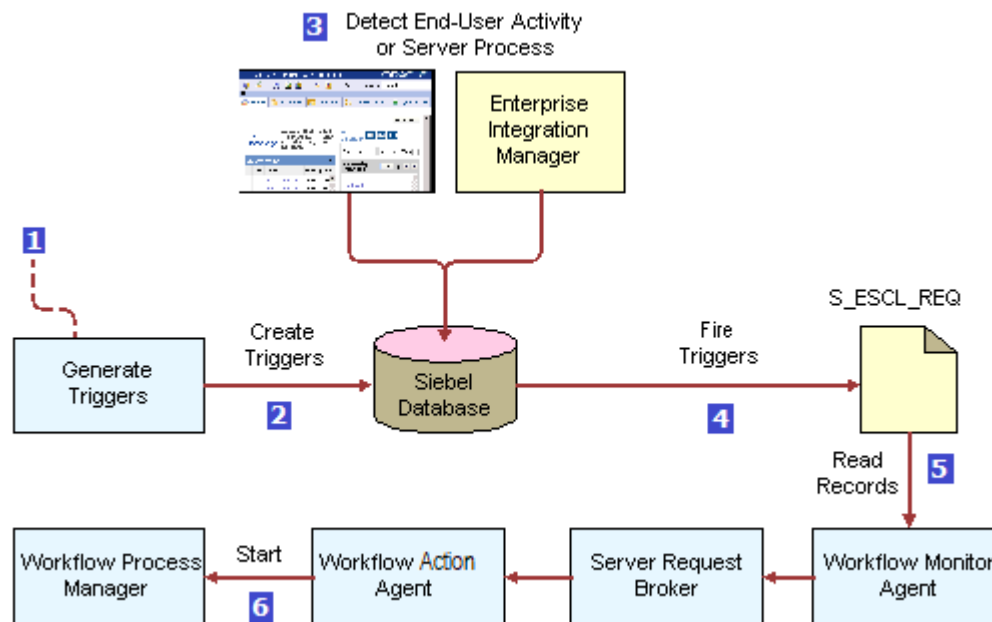 3 Detect End-User Activity
or Server Process
Enterprise
Integration
Manager
1
S_ESCL_REQ
Generate
Triggers
Create
Triggers
2
Siebel
Database
Fire
Triggers
4
Read
Records
5
Workflow Process
Manager
Start
6
Workflow Action
Agent
Server Request
Broker
Workflow Monitor
Agent